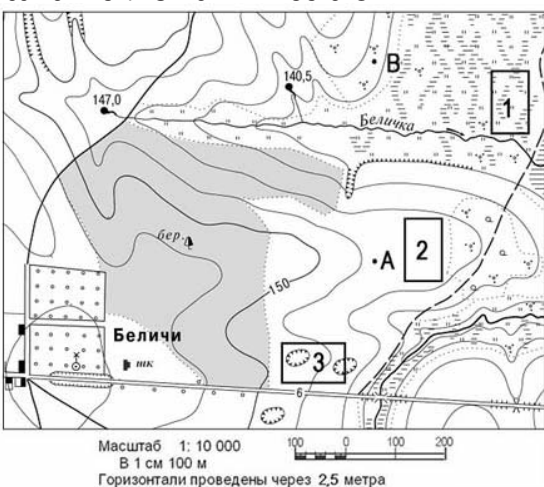 140,5
В
147,0
1
Беличка
бер.
А
2
150
Беличи
шк
3
6
Масштаб 1: 10 000
В 1 см 100 м
100 0 100 200
Горизонтали проведены через 2,5 метра